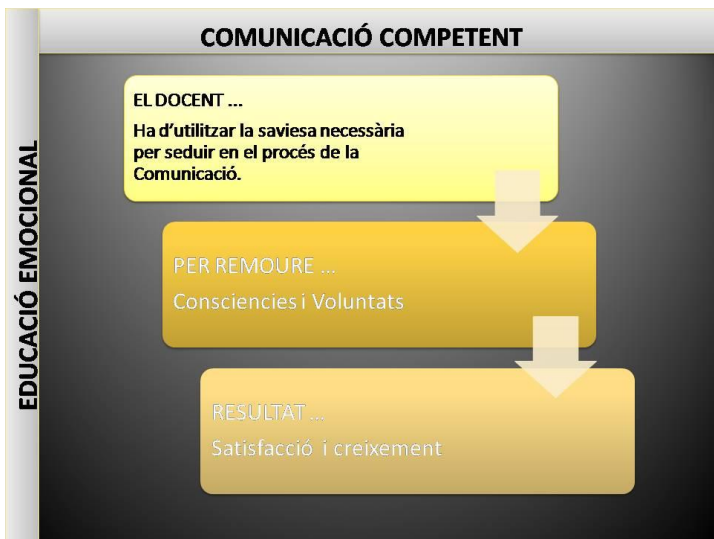 COMUNICACIÓ COMPETENT
EDUCACIÓ EMOCIONAL
EL DOCENT ...
Ha d'utilitzar la saviesa necessària
per seduir en el procés de la
Comunicació.
PER REMOURE ...
Consciencies i Voluntats
RESULTAT ...
Satisfacció i creixement